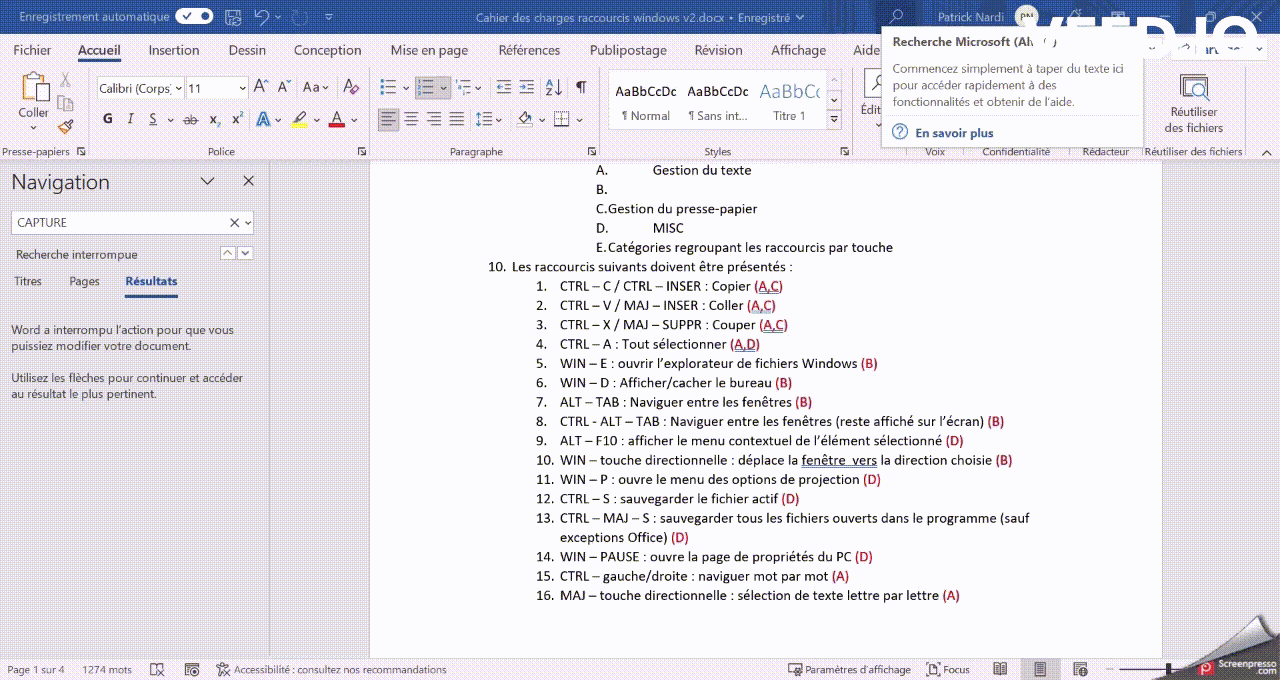 Enregistrement automatique
Cahier des charges raccourcis windows v2.docx • Enregistré
Patrick Nardi
PN
Fichier Accueil Insertion Dessin Conception Mise en page Références Publipostage Révision Affichage Aide
Recherche Microsoft (Al
Commencez simplement à taper du texte ici
pour accéder rapidement à des
fonctionnalités et obtenir de l'aide.
En savoir plus
Coller
Calibri (Corps) 11
G I S ab x₂ x²
AaBbCcDc AaBbCcDc AaBbCc
¶ Normal ¶ Sans int... Titre 1
Édit
Réutiliser
des fichiers
Presse-papiers Police Paragraphe Styles Voix Confidentialité Rédacteur Réutiliser des fichiers
Navigation
CAPTURE
Recherche interrompue
Titres Pages Résultats
Word a interrompu l'action pour que vous
puissiez modifier votre document.
Utilisez les flèches pour continuer et accéder
au résultat le plus pertinent.
A. Gestion du texte
B.
C. Gestion du presse-papier
D. MISC
E. Catégories regroupant les raccourcis par touche
10. Les raccourcis suivants doivent être présentés :
1. CTRL – C / CTRL – INSER : Copier (A,C)
2. CTRL – V / MAJ – INSER : Coller (A,C)
3. CTRL – X / MAJ – SUPPR : Couper (A,C)
4. CTRL – A : Tout sélectionner (A,D)
5. WIN – E : ouvrir l'explorateur de fichiers Windows (B)
6. WIN – D : Afficher/cacher le bureau (B)
7. ALT – TAB : Naviguer entre les fenêtres (B)
8. CTRL - ALT – TAB : Naviguer entre les fenêtres (reste affiché sur l'écran) (B)
9. ALT – F10 : afficher le menu contextuel de l'élément sélectionné (D)
10. WIN – touche directionnelle : déplace la fenêtre vers la direction choisie (B)
11. WIN – P : ouvre le menu des options de projection (D)
12. CTRL – S : sauvegarder le fichier actif (D)
13. CTRL – MAJ – S : sauvegarder tous les fichiers ouverts dans le programme (sauf
exceptions Office) (D)
14. WIN – PAUSE : ouvre la page de propriétés du PC (D)
15. CTRL – gauche/droite : naviguer mot par mot (A)
16. MAJ – touche directionnelle : sélection de texte lettre par lettre (A)
Page 1 sur 4 1274 mots Accessibilité : consultez nos recommandations Paramètres d'affichage Focus
Screenpresso
.com